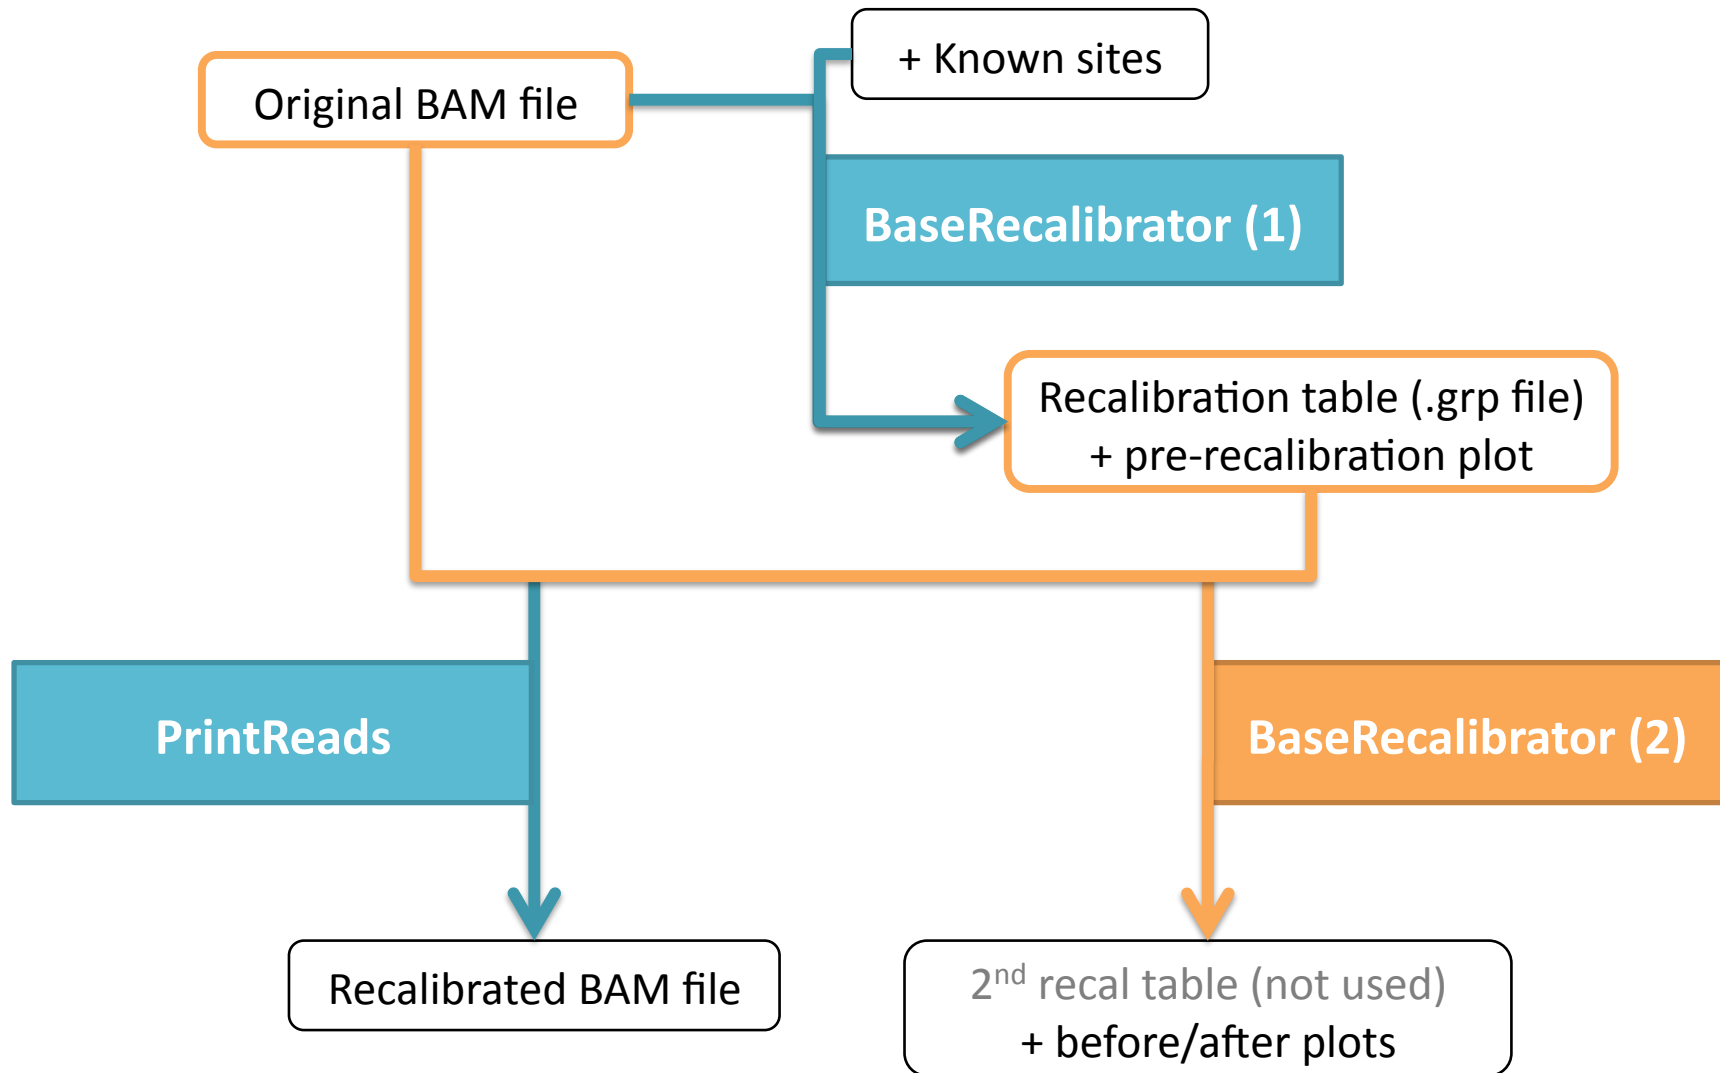 + Known sites
Original BAM file
BaseRecalibrator (1)
Recalibration table (.grp file)
+ pre-recalibration plot
PrintReads
BaseRecalibrator (2)
Recalibrated BAM file
2nd recal table (not used)
+ before/after plots